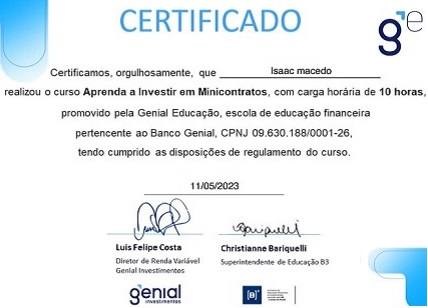 CERTIFICADO
ge
Certificamos, orgulhosamente, que Isaac macedo
realizou o curso Aprenda a Investir em Minicontratos, com carga horária de 10 horas,
promovido pela Genial Educação, escola de educação financeira
pertencente ao Banco Genial, CPNJ 09.630.188/0001-26,
tendo cumprido as disposições de regulamento do curso.
11/05/2023
Luis Felipe Costa
Diretor de Renda Variável
Genial Investimentos
Christianne Bariquelli
Superintendente de Educação B3
genial
investimentos
[B]